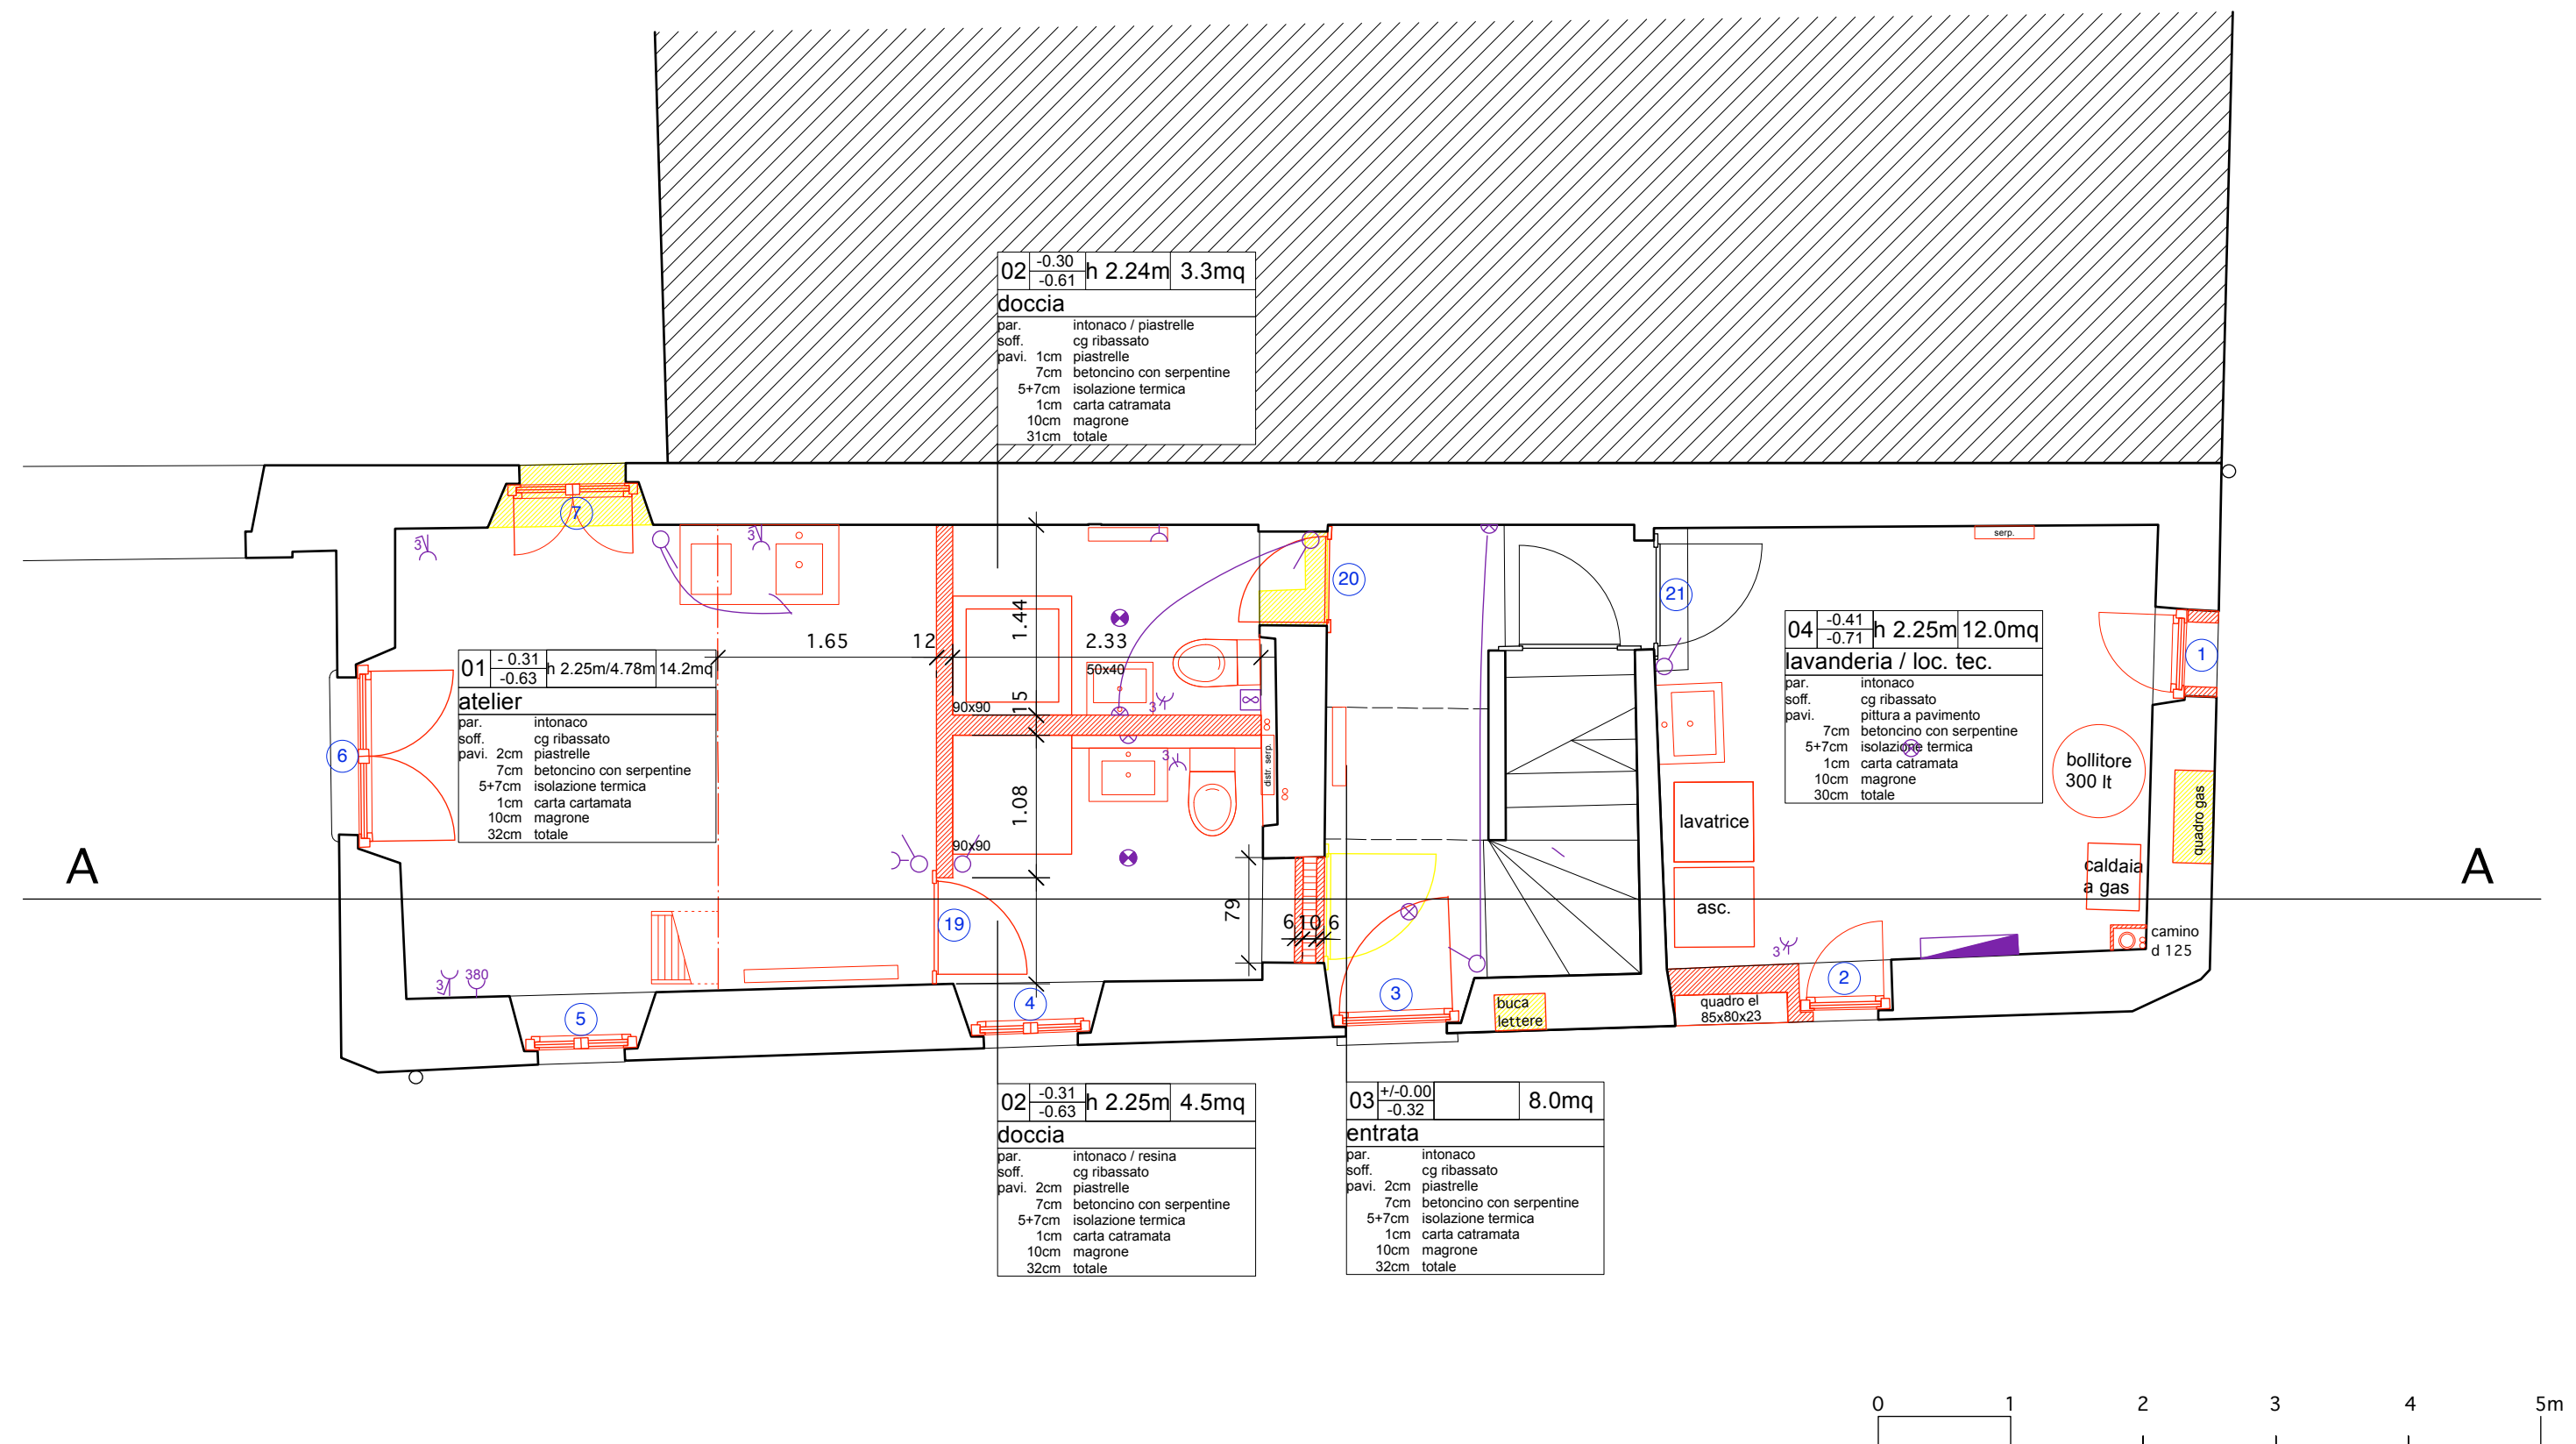 02 -0.30 -0.61 h 2.24m 3.3mq
doccia
par. intonaco / piastrelle
soff. cg ribassato
pavi. 1cm piastrelle
7cm betoncino con serpentine
5+7cm isolazione termica
1cm carta catramata
10cm magrone
31cm totale
7
3
3
serp.
20
21
1.44
1.65
12
2.33
50x40
15
90x90
3
01 - 0.31 -0.63 h 2.25m/4.78m 14.2mq
atelier
par. intonaco
soff. cg ribassato
pavi. 2cm piastrelle
7cm betoncino con serpentine
5+7cm isolazione termica
1cm carta cartamata
10cm magrone
32cm totale
04 -0.41 -0.71 h 2.25m 12.0mq
lavanderia / loc. tec.
par. intonaco
soff. cg ribassato
pavi. pittura a pavimento
7cm betoncino con serpentine
5+7cm isolazione termica
1cm carta catramata
10cm magrone
30cm totale
1
6
3
distr. serp.
1.08
90x90
bollitore
300 lt
quadro gas
lavatrice
caldaia
a gas
asc.
A
A
79
6 10 6
19
camino
d 125
3
380
3
2
3
4
5
buca
lettere
quadro el
85x80x23
02 -0.31 -0.63 h 2.25m 4.5mq
doccia
par. intonaco / resina
soff. cg ribassato
pavi. 2cm piastrelle
7cm betoncino con serpentine
5+7cm isolazione termica
1cm carta catramata
10cm magrone
32cm totale
03 +/-0.00 -0.32 8.0mq
entrata
par. intonaco
soff. cg ribassato
pavi. 2cm piastrelle
7cm betoncino con serpentine
5+7cm isolazione termica
1cm carta catramata
10cm magrone
32cm totale
0 1 2 3 4 5m